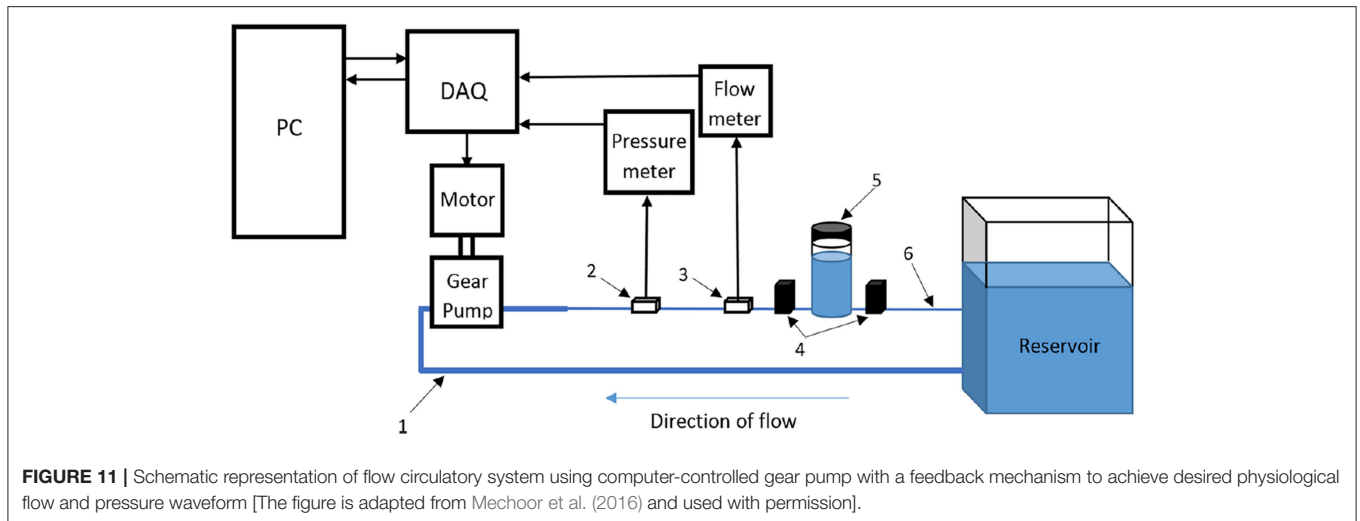 PC
DAQ
Flow
meter
Pressure
meter
Motor
Gear
Pump
5
2
3
6
4
Reservoir
1
Direction of flow
FIGURE 11 | Schematic representation of flow circulatory system using computer-controlled gear pump with a feedback mechanism to achieve desired physiological
flow and pressure waveform [The figure is adapted from Mechoor et al. (2016) and used with permission].